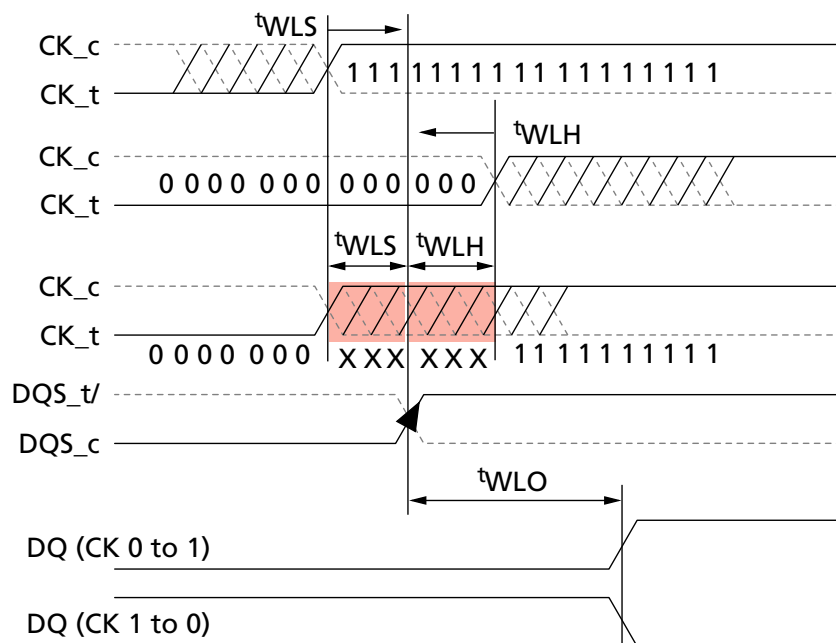 tWLS
CK_c
1 1 1 1 1 1 1 1 1 1 1 1 1 1 1 1 1
CK_t
tWLH
CK_c
0 0 0 0 0 0 0 0 0 0 0 0 0
CK_t
tWLS tWLH
CK_c
CK_t
0 0 0 0 0 0 0 X X X X X X 1 1 1 1 1 1 1 1 1
DQS_t/
DQS_c
tWLO
DQ (CK 0 to 1)
DQ (CK 1 to 0)